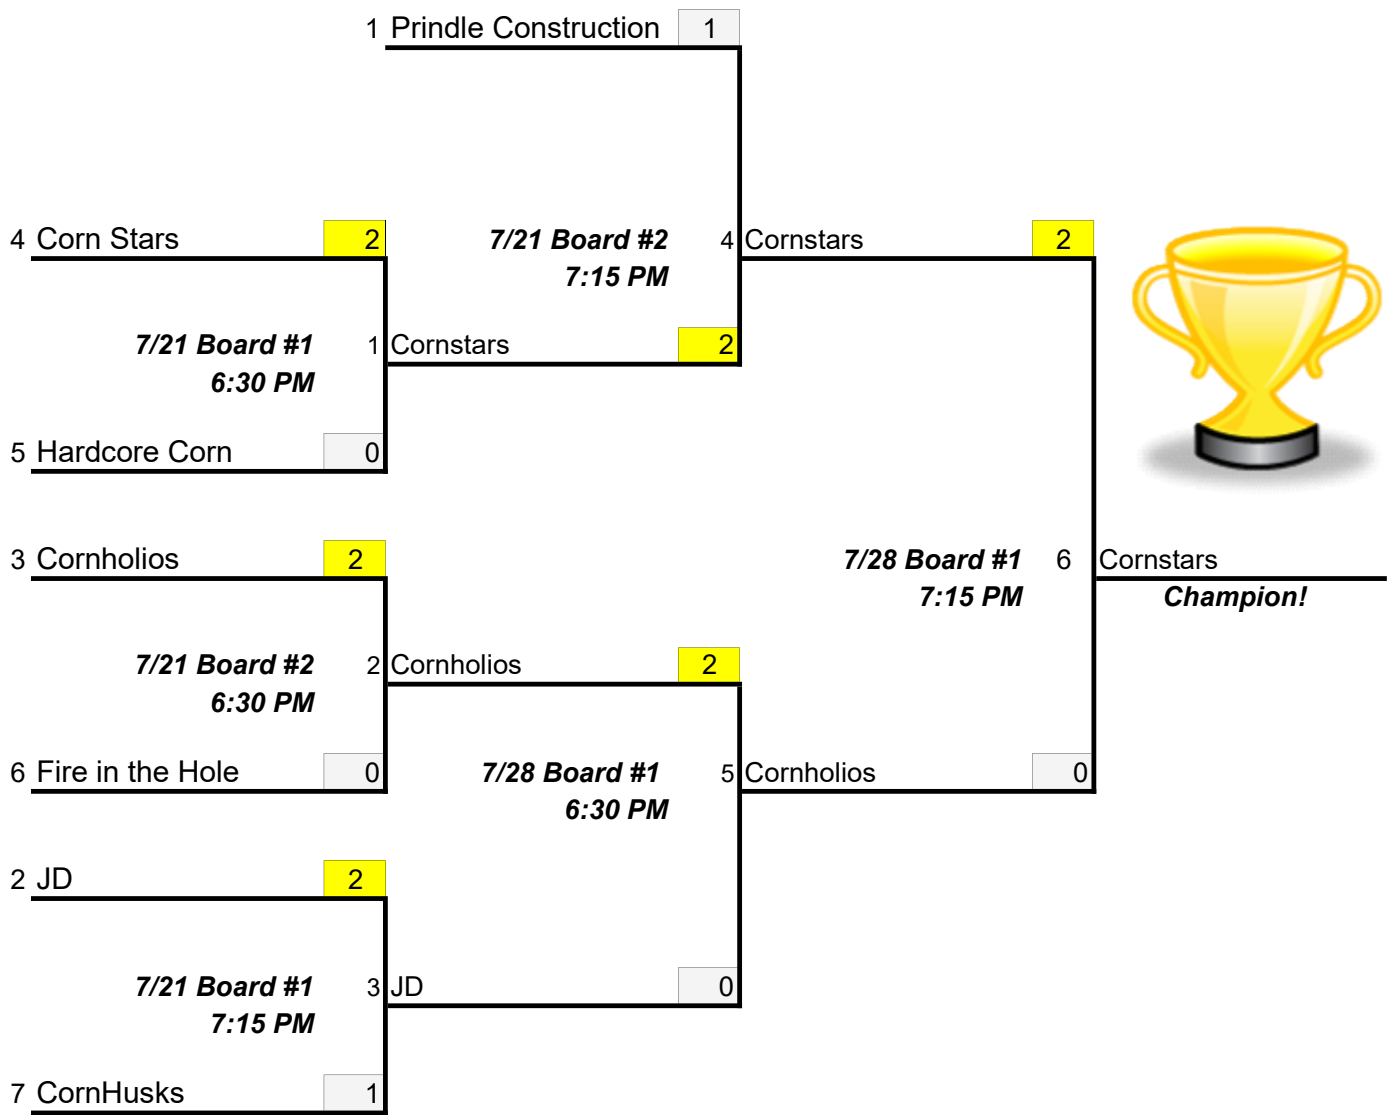 1 Prindle Construction 1
4 Corn Stars 2
7/21 Board #2 4 Cornstars 2
7:15 PM
7/21 Board #1 1 Cornstars 2
6:30 PM
5 Hardcore Corn 0
3 Cornholios 2
7/28 Board #1 6 Cornstars
7:15 PM Champion!
7/21 Board #2 2 Cornholios 2
6:30 PM
6 Fire in the Hole 0
7/28 Board #1 5 Cornholios 0
6:30 PM
2 JD 2
7/21 Board #1 3 JD 0
7:15 PM
7 CornHusks 1